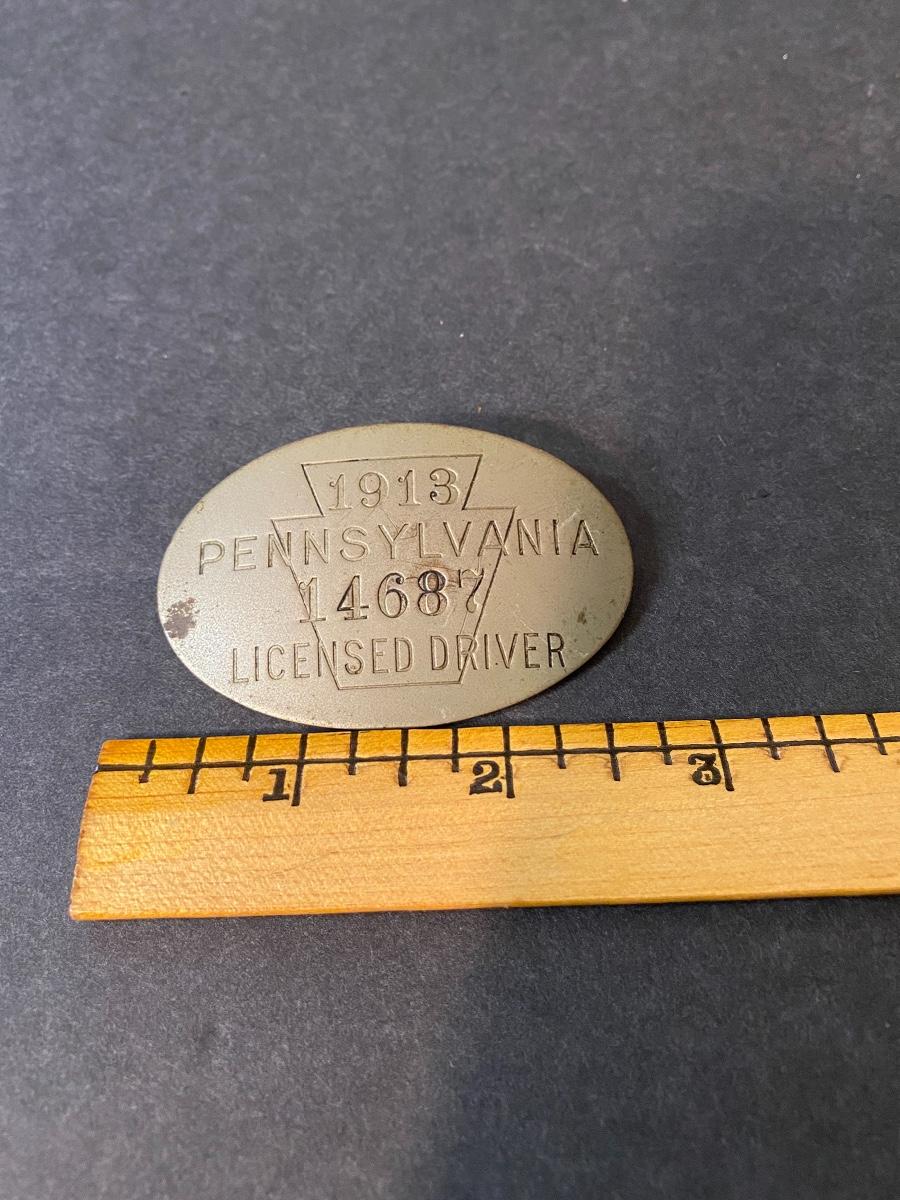 1913
PENNSYLVANIA
14687
LICENSED DRIVER
1 2 3